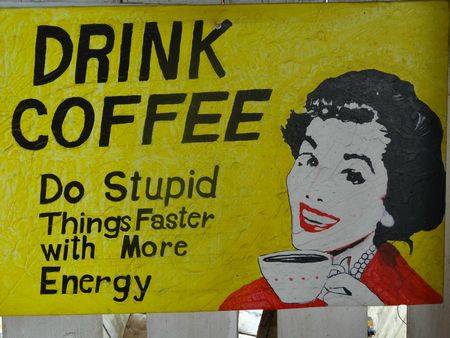 DRINK
COFFEE
Do Stupid
Things Faster
with More
Energy